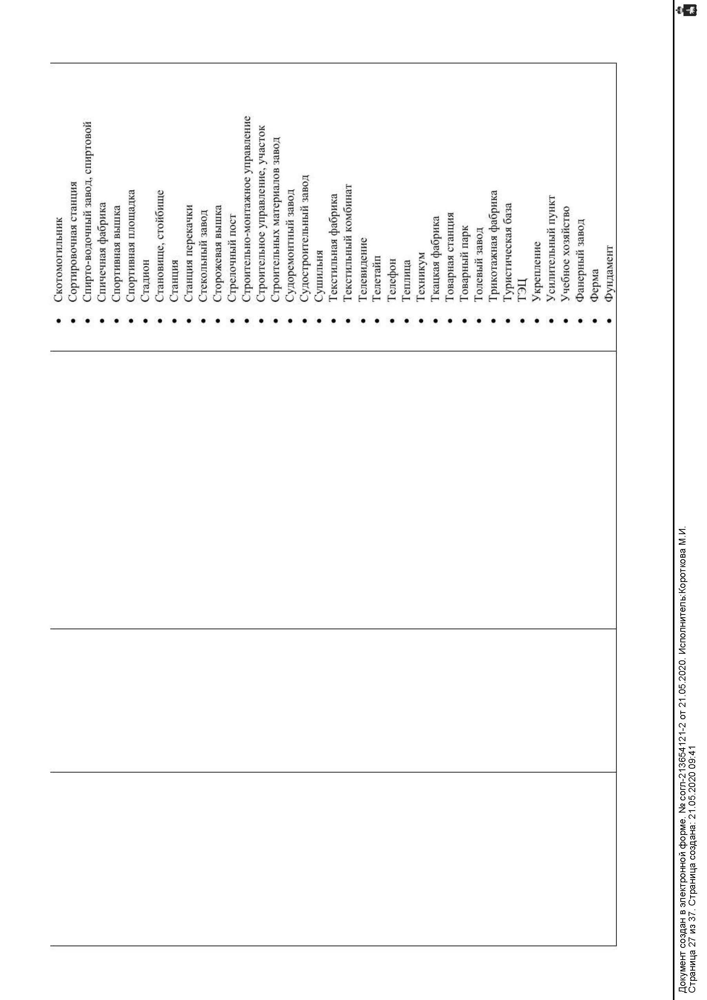 Скотомогильник
Сортировочная станция
Спирто-водочный завод, спиртовой
Спичечная фабрика
Спортивная вышка
Спортивная площадка
Стадион
Становище, стойбище
Станция
Станция перекачки
Стекольный завод
Сторожевая вышка
Стрелочный пост
Строительно-монтажное управление
Строительное управление, участок
Строительных материалов завод
Судоремонтный завод
Судостроительный завод
Сушильня
Текстильная фабрика
Текстильный комбинат
Телевидение
Телетайп
Телефон
Теплица
Техникум
Ткацкая фабрика
Товарная станция
Товарный парк
Толевый завод
Трикотажная фабрика
Туристическая база
ТЭЦ
Укрепление
Усилительный пункт
Учебное хозяйство
Фанерный завод
Ферма
Фундамент
Документ создан в электронной форме. № согл-213654121-2 от 21.05.2020. Исполнитель:Короткова М.И.
Страница 27 из 37. Страница создана: 21.05.2020 09:41